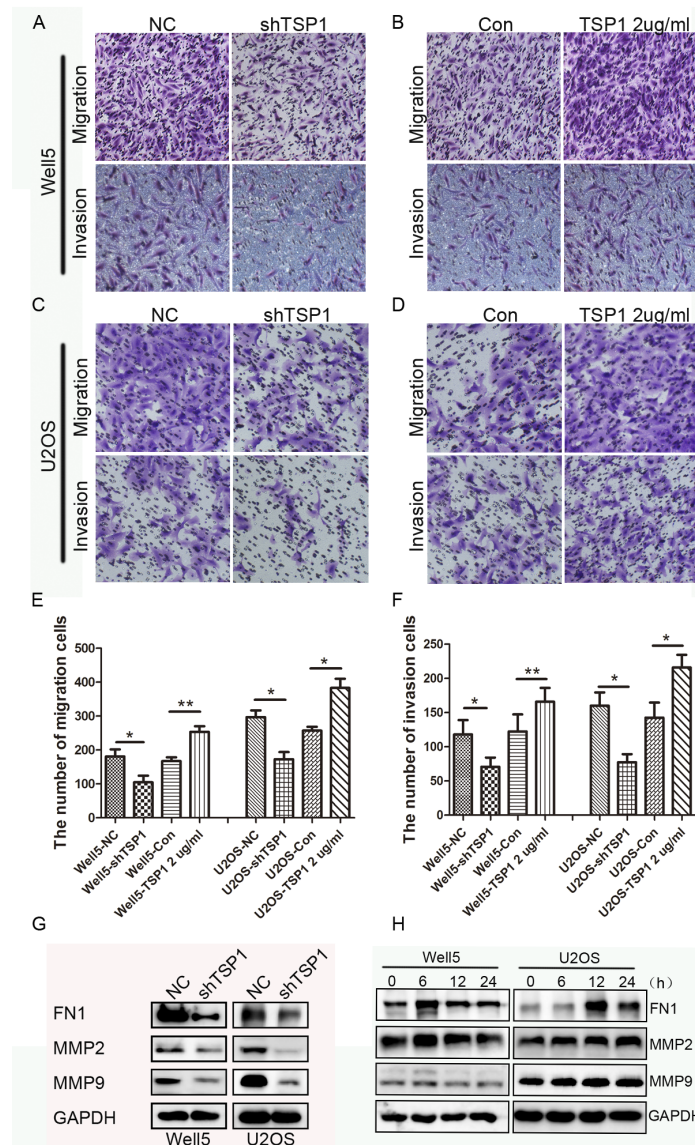 A
NC
shTSP1
B
Con
TSP1 2ug/ml
Well5
Migration
Invasion
Migration
Invasion
C
NC
shTSP1
D
Con
TSP1 2ug/ml
U2OS
Migration
Invasion
Migration
Invasion
E
The number of migration cells
500
400
300
200
100
0
*
**
*
*
Well5-NC
Well5-shTSP1
Well5-Con
Well5-TSP1 2 ug/ml
U2OS-NC
U2OS-shTSP1
U2OS-Con
U2OS-TSP1 2 ug/ml
F
The number of invasion cells
250
200
150
100
50
0
*
**
*
*
Well5-NC
Well5-shTSP1
Well5-Con
Well5-TSP1 2 ug/ml
U2OS-NC
U2OS-shTSP1
U2OS-Con
U2OS-TSP1 2 ug/ml
G
NC
shTSP1
NC
shTSP1
FN1
MMP2
MMP9
GAPDH
Well5
U2OS
H
Well5
U2OS
0 6 12 24
0 6 12 24 (h)
FN1
MMP2
MMP9
GAPDH